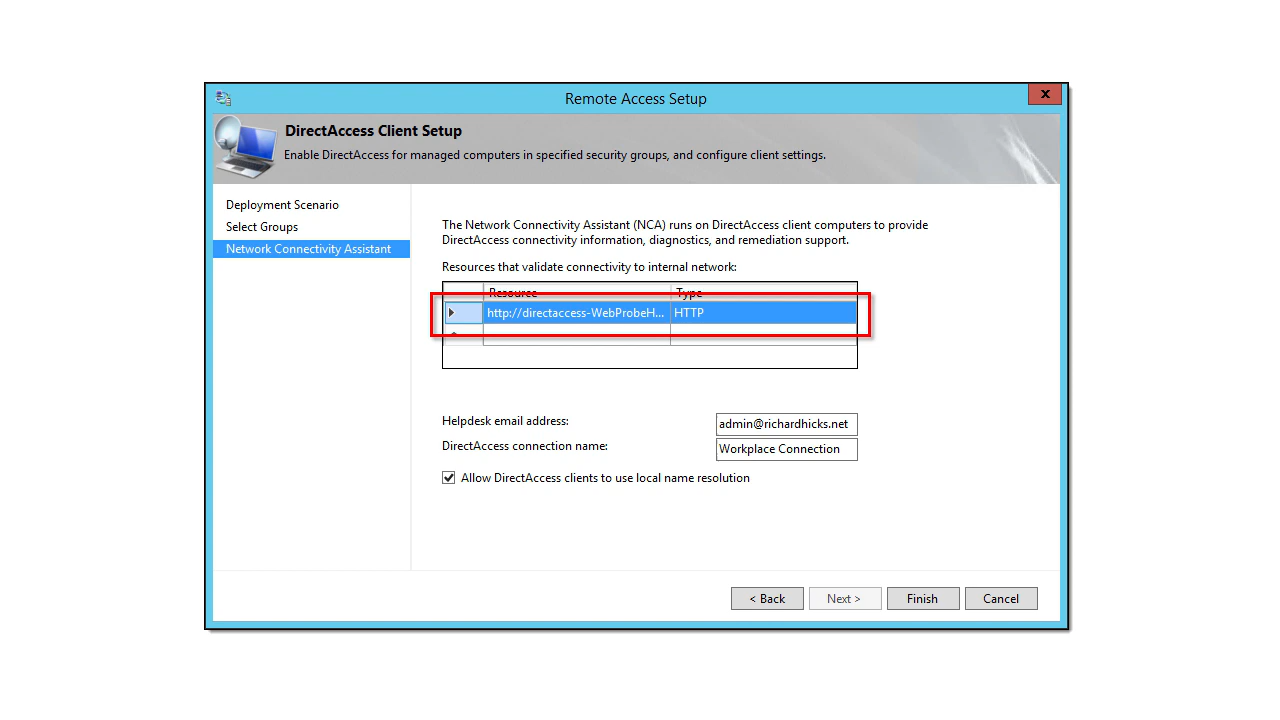 Remote Access Setup
x
DirectAccess Client Setup
Enable DirectAccess for managed computers in specified security groups, and configure client settings.
Deployment Scenario
Select Groups
Network Connectivity Assistant
The Network Connectivity Assistant (NCA) runs on DirectAccess client computers to provide
DirectAccess connectivity information, diagnostics, and remediation support.
Resources that validate connectivity to internal network:
Resource Type
http://directaccess-WebProbeH... HTTP
Helpdesk email address: admin@richardhicks.net
DirectAccess connection name: Workplace Connection
Allow DirectAccess clients to use local name resolution
< Back Next > Finish Cancel